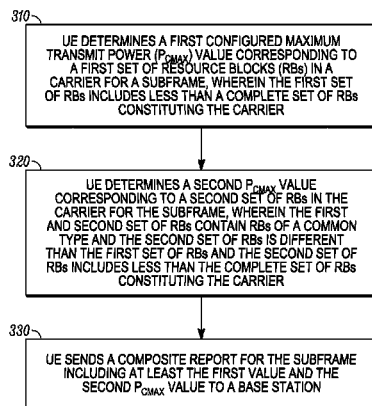 310
UE DETERMINES A FIRST CONFIGURED MAXIMUM
TRANSMIT POWER (PCMAX) VALUE CORRESPONDING TO
A FIRST SET OF RESOURCE BLOCKS (RBs) IN A
CARRIER FOR A SUBFRAME, WHEREIN THE FIRST SET
OF RBs INCLUDES LESS THAN A COMPLETE SET OF RBs
CONSTITUTING THE CARRIER
320
UE DETERMINES A SECOND PCMAX VALUE
CORRESPONDING TO A SECOND SET OF RBs IN THE
CARRIER FOR THE SUBFRAME, WHEREIN THE FIRST
AND SECOND SET OF RBs CONTAIN RBs OF A COMMON
TYPE AND THE SECOND SET OF RBs IS DIFFERENT
THAN THE FIRST SET OF RBs AND THE SECOND SET OF
RBs INCLUDES LESS THAN THE COMPLETE SET OF RBs
CONSTITUTING THE CARRIER
330
UE SENDS A COMPOSITE REPORT FOR THE SUBFRAME
INCLUDING AT LEAST THE FIRST VALUE AND THE
SECOND PCMAX VALUE TO A BASE STATION